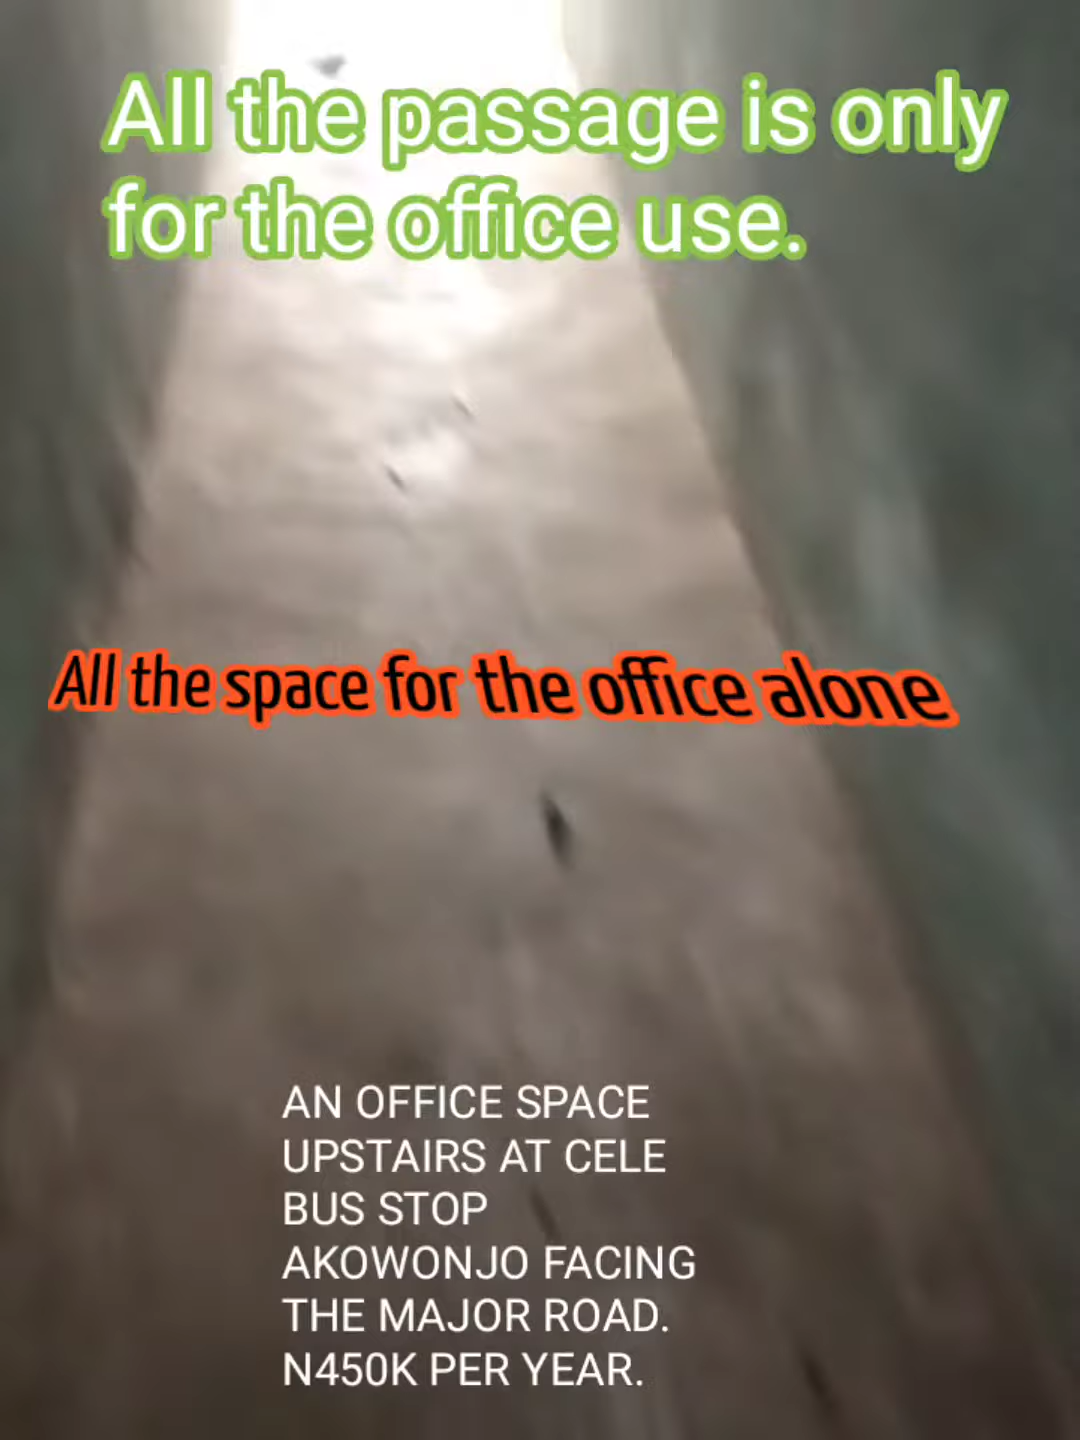 All the passage is only
for the office use.
All the space for the office alone
AN OFFICE SPACE
UPSTAIRS AT CELE
BUS STOP
AKOWONJO FACING
THE MAJOR ROAD.
N450K PER YEAR.